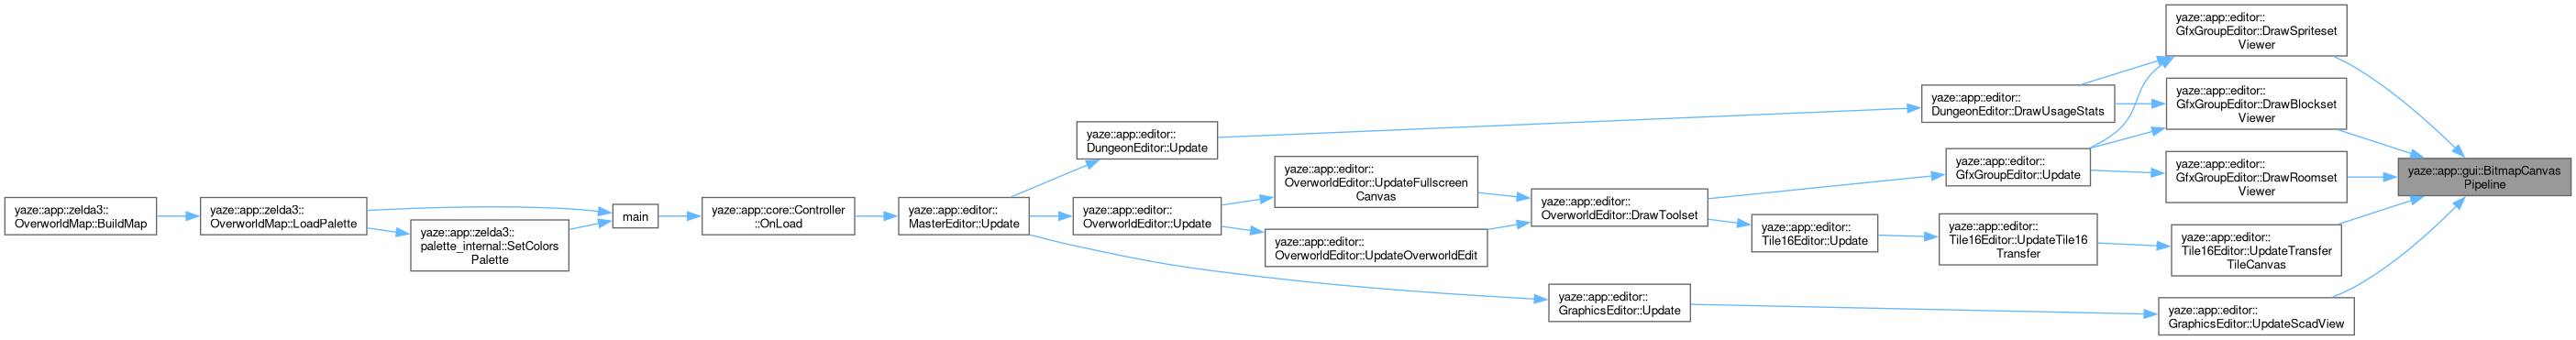 yaze::app::zelda3::
OverworldMap::BuildMap
yaze::app::zelda3::
OverworldMap::LoadPalette
yaze::app::zelda3::
palette_internal::SetColors
Palette
main
yaze::app::core::Controller
::OnLoad
yaze::app::editor::
MasterEditor::Update
yaze::app::editor::
DungeonEditor::Update
yaze::app::editor::
OverworldEditor::Update
yaze::app::editor::
OverworldEditor::UpdateFullscreen
Canvas
yaze::app::editor::
OverworldEditor::UpdateOverworldEdit
yaze::app::editor::
OverworldEditor::DrawToolset
yaze::app::editor::
GraphicsEditor::Update
yaze::app::editor::
Tile16Editor::Update
yaze::app::editor::
DungeonEditor::DrawUsageStats
yaze::app::editor::
GfxGroupEditor::Update
yaze::app::editor::
Tile16Editor::UpdateTile16
Transfer
yaze::app::editor::
GfxGroupEditor::DrawSpriteset
Viewer
yaze::app::editor::
GfxGroupEditor::DrawBlockset
Viewer
yaze::app::editor::
GfxGroupEditor::DrawRoomset
Viewer
yaze::app::editor::
Tile16Editor::UpdateTransfer
TileCanvas
yaze::app::editor::
GraphicsEditor::UpdateScadView
yaze::app::gui::BitmapCanvas
Pipeline